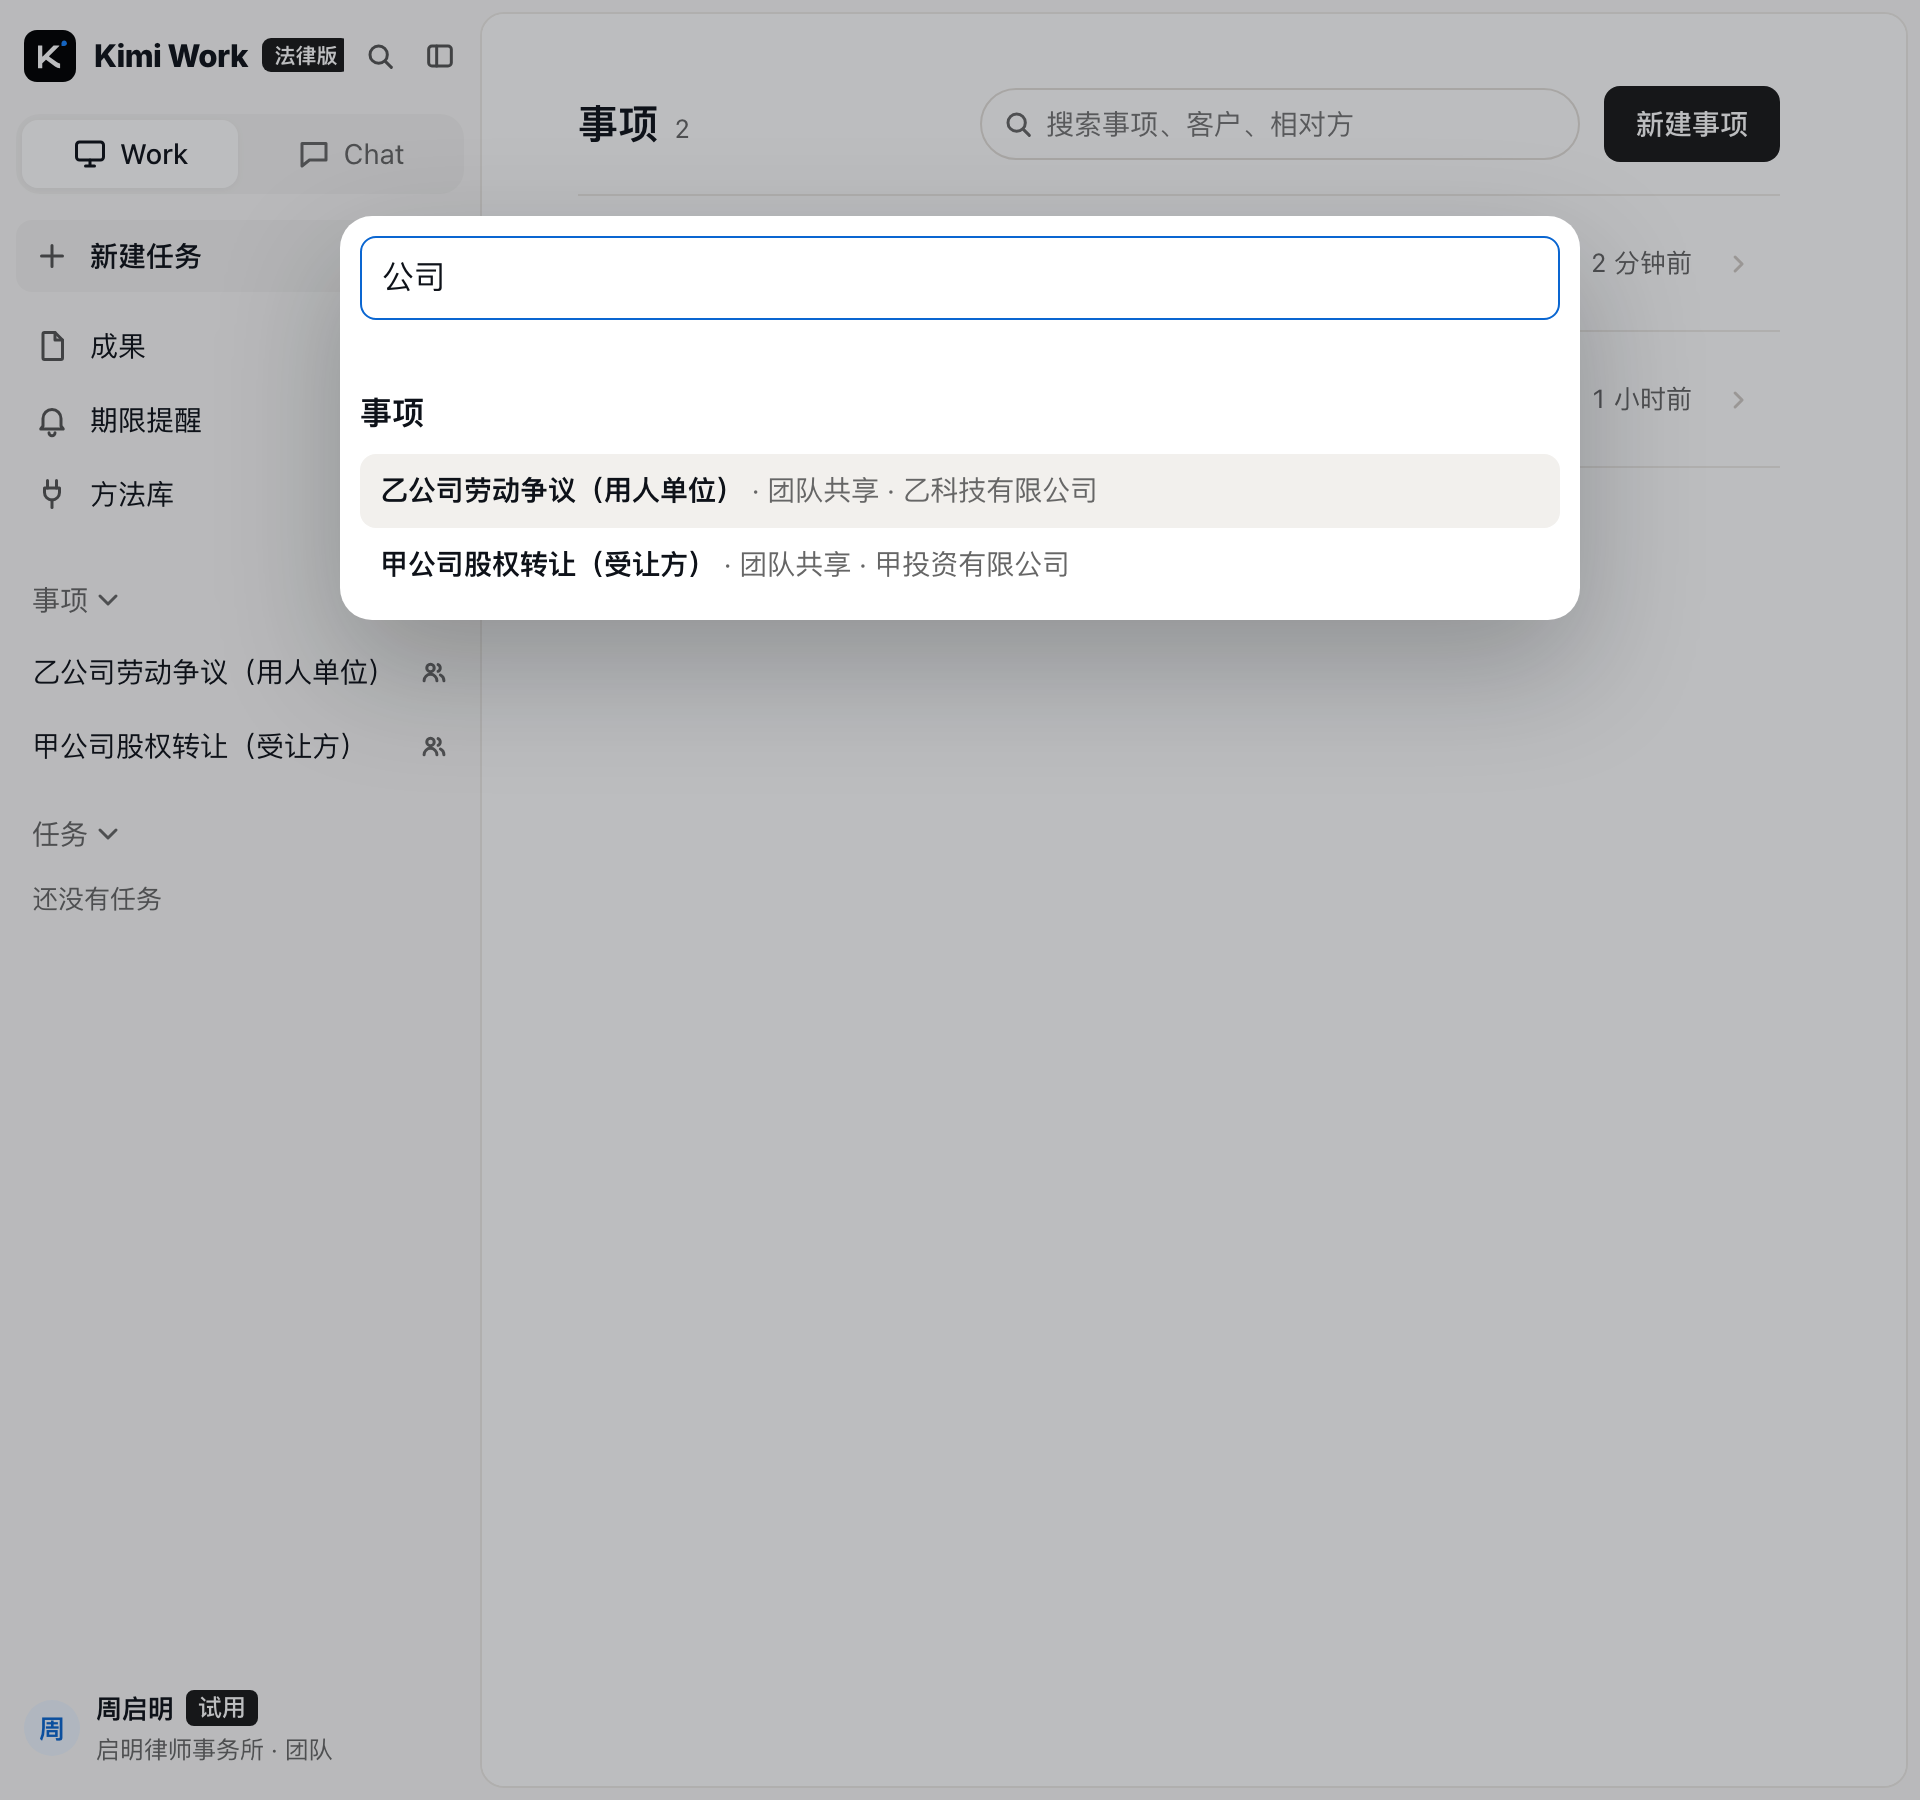 Kimi Work 法律版
Work
Chat
新建任务
成果
期限提醒
方法库
事项
乙公司劳动争议（用人单位）
甲公司股权转让（受让方）
任务
还没有任务
周
周启明 试用
启明律师事务所 · 团队
事项 2
搜索事项、客户、相对方
新建事项
2 分钟前
1 小时前
公司
事项
乙公司劳动争议（用人单位） · 团队共享 · 乙科技有限公司
甲公司股权转让（受让方） · 团队共享 · 甲投资有限公司